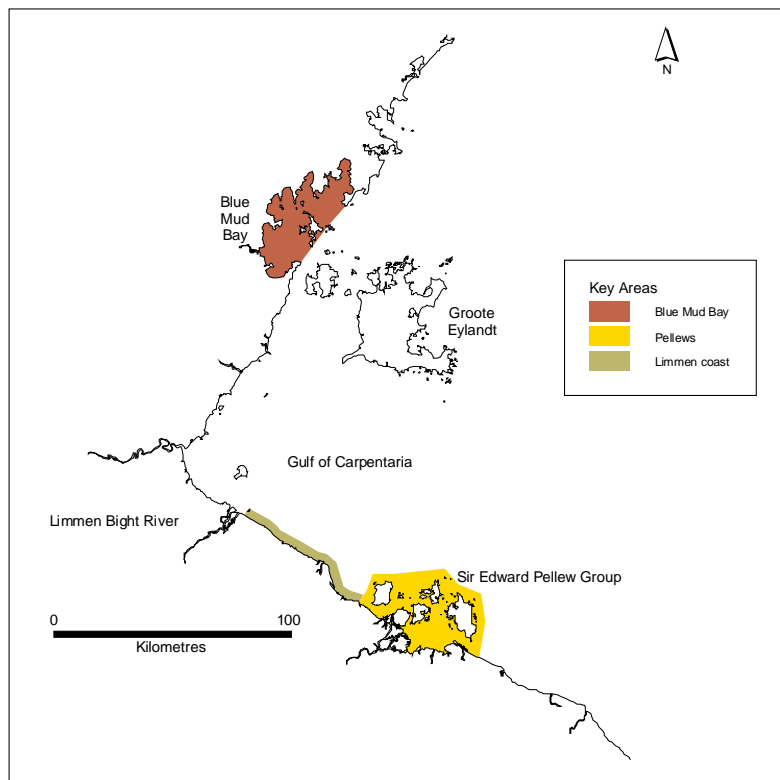 N
Blue
Mud
Bay
Groote
Eylandt
Key Areas
Blue Mud Bay
Pellews
Limmen coast
Gulf of Carpentaria
Limmen Bight River
Sir Edward Pellew Group
0 100
Kilometres